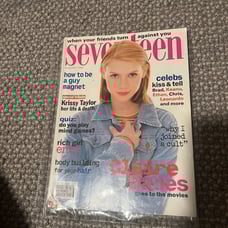 when your friends turn against you
seventeen
how to be
a guy
magnet
celebs
kiss & tell
Brad, Keanu,
Ethan, Chris,
Leonardo
and more
Krissy Taylor
her life & death
quiz:
do you play
mind games?
"why I
joined
a cult"
rich girl
body building
for your hair
Claire
Danes
goes to the movies